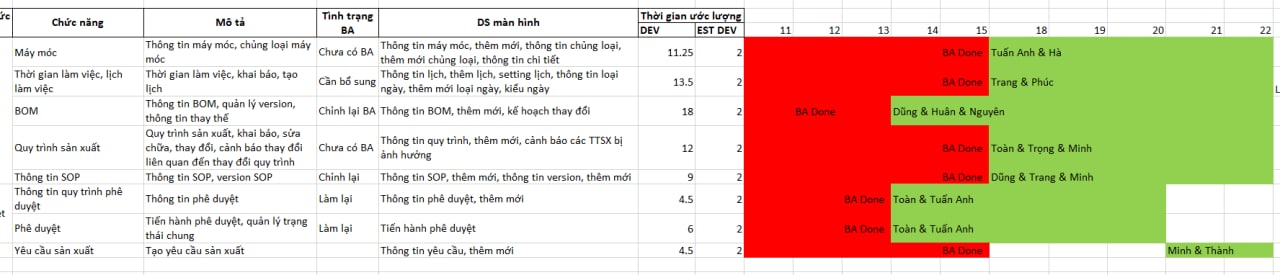 ức
Chức năng
Mô tả
Tình trạng
BA
DS màn hình
Thời gian ước lượng
DEV
EST DEV
11
12
13
15
18
19
20
21
22
Máy móc
Thông tin máy móc, chủng loại máy
móc
Chưa có BA
Thông tin máy móc, thêm mới, thông tin chủng loại,
thêm mới chủng loại, thông tin chi tiết
11.25
2
BA Done
Tuấn Anh & Hà
Thời gian làm việc, lịch
làm việc
Thời gian làm việc, khai báo, tạo
lịch
Cần bổ sung
Thông tin lịch, thêm lịch, setting lịch, thông tin loại
ngày, thêm mới loại ngày, kiểu ngày
13.5
2
BA Done
Trang & Phúc
L
BOM
Thông tin BOM, quản lý version,
thông tin thay thế
Chỉnh lại BA
Thông tin BOM, thêm mới, kế hoạch thay đổi
18
2
BA Done
Dũng & Huân & Nguyên
Quy trình sản xuất
Quy trình sản xuất, khai báo, sửa
chữa, thay đổi, cảnh báo thay đổi
liên quan đến thay đổi quy trình
Chưa có BA
Thông tin quy trình, thêm mới, cảnh báo các TTSX bị
ảnh hưởng
12
2
BA Done
Toàn & Trọng & Minh
Thông tin SOP
Thông tin SOP, version SOP
Chỉnh lại
Thông tin SOP, thêm mới, thông tin version, thêm mới
9
2
BA Done
Dũng & Trang & Minh
Thông tin quy trình phê
duyệt
Thông tin phê duyệt
Làm lại
Thông tin phê duyệt, thêm mới
4.5
2
BA Done
Toàn & Tuấn Anh
ệt
Phê duyệt
Tiến hành phê duyệt, quản lý trạng
thái chung
Làm lại
Tiến hành phê duyệt
6
2
BA Done
Toàn & Tuấn Anh
Yêu cầu sản xuất
Tạo yêu cầu sản xuất
Thông tin yêu cầu, thêm mới
4.5
2
BA Done
Minh & Thành